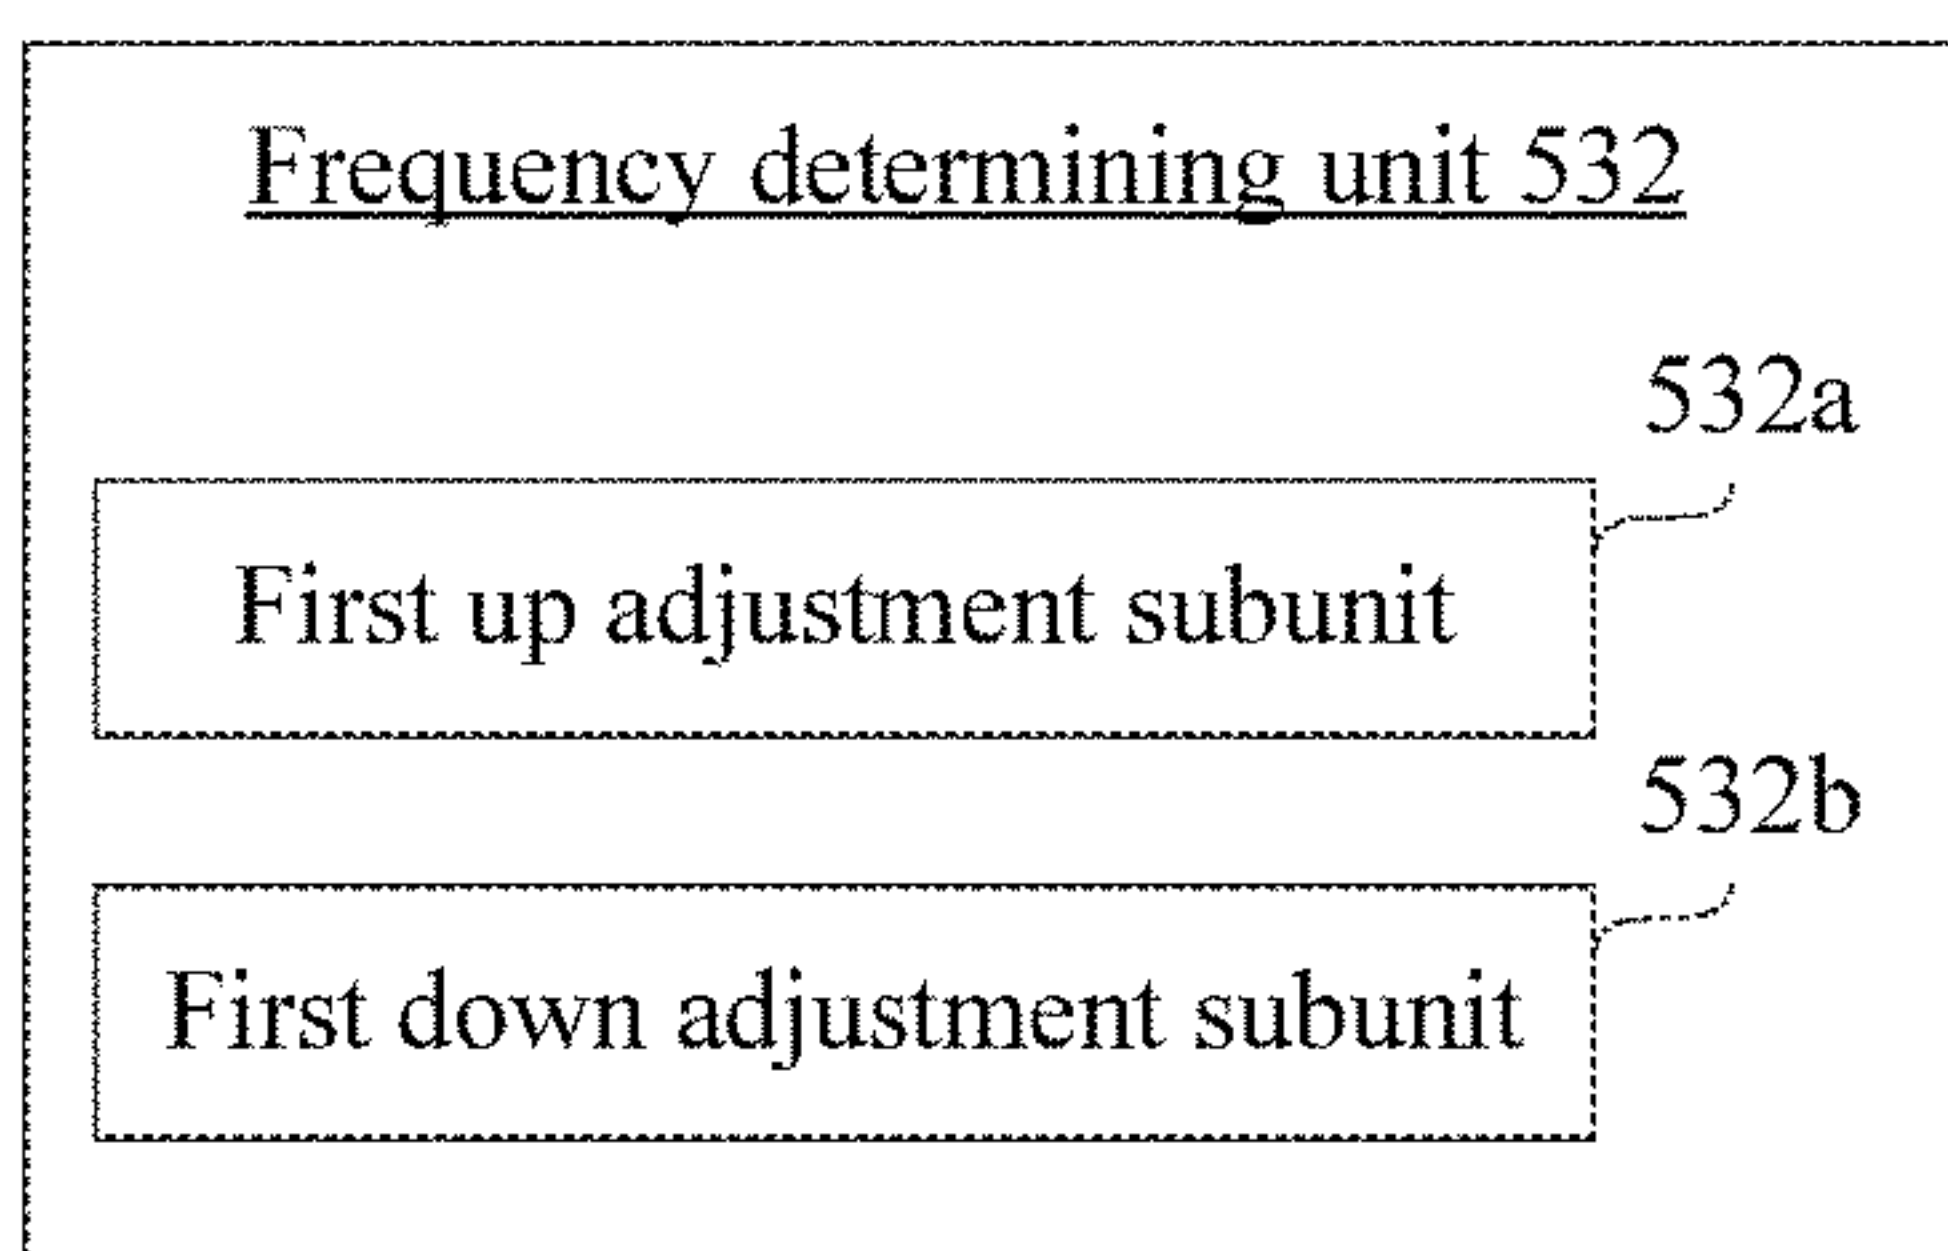 Frequency determining unit 532
532a
First up adjustment subunit
532b
First down adjustment subunit